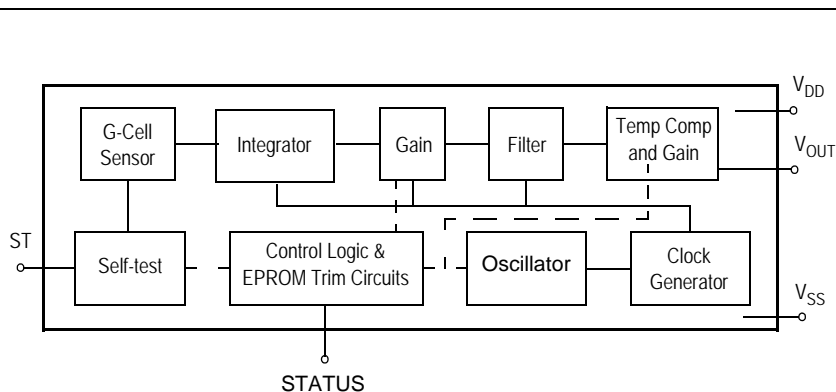 V_DD
G-Cell
Sensor
Integrator
Gain
Filter
Temp Comp
and Gain
V_OUT
ST
Self-test
Control Logic &
EPROM Trim Circuits
Oscillator
Clock
Generator
V_SS
STATUS